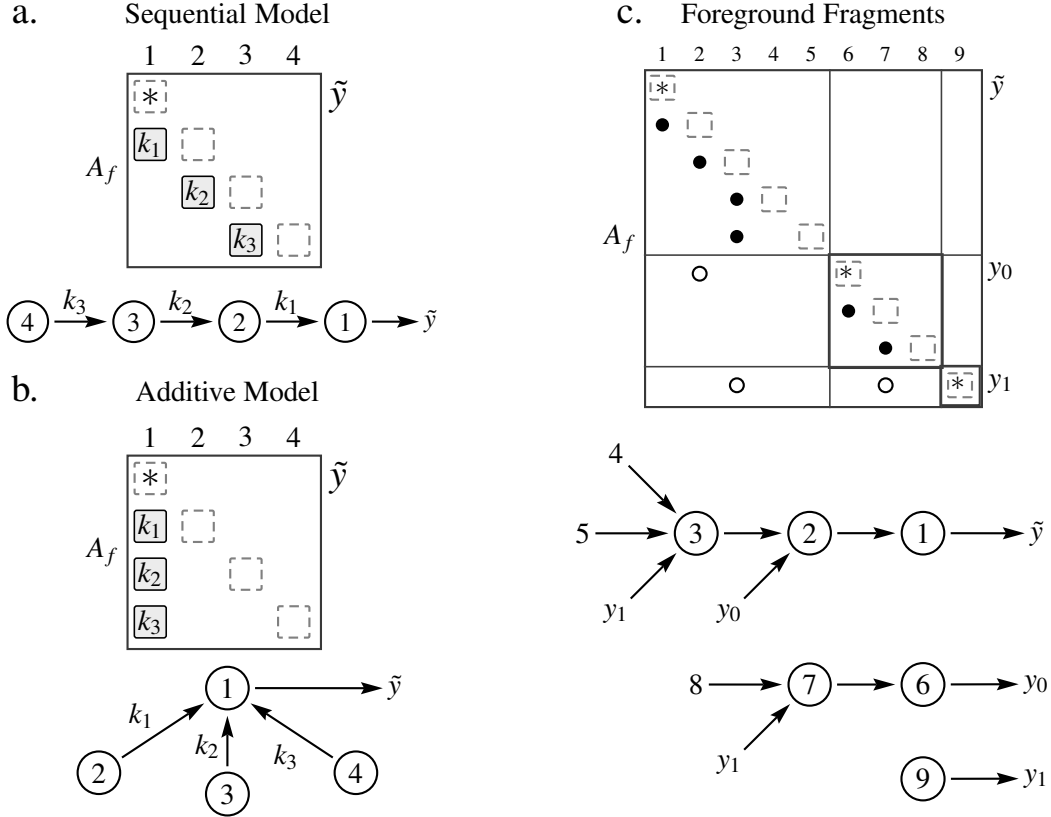 a. Sequential Model
1 2 3 4
* ỹ
k₁
A_f
k₂
k₃
4 k₃ 3 k₂ 2 k₁ 1 ỹ
b. Additive Model
1 2 3 4
* ỹ
k₁
A_f
k₂
k₃
1 ỹ
k₁ k₂ k₃
2 3 4
c. Foreground Fragments
1 2 3 4 5 6 7 8 9
* ỹ
A_f
* y₀
* y₁
4
5 3 2 1 ỹ
y₁ y₀
8 7 6 y₀
y₁
9 y₁